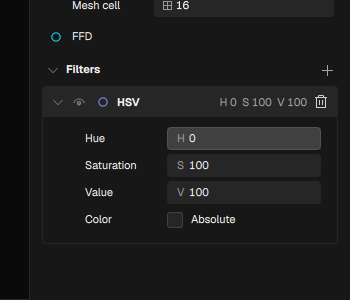 Mesh cell 16
FFD
Filters
HSV H 0 S 100 V 100
Hue H 0
Saturation S 100
Value V 100
Color Absolute